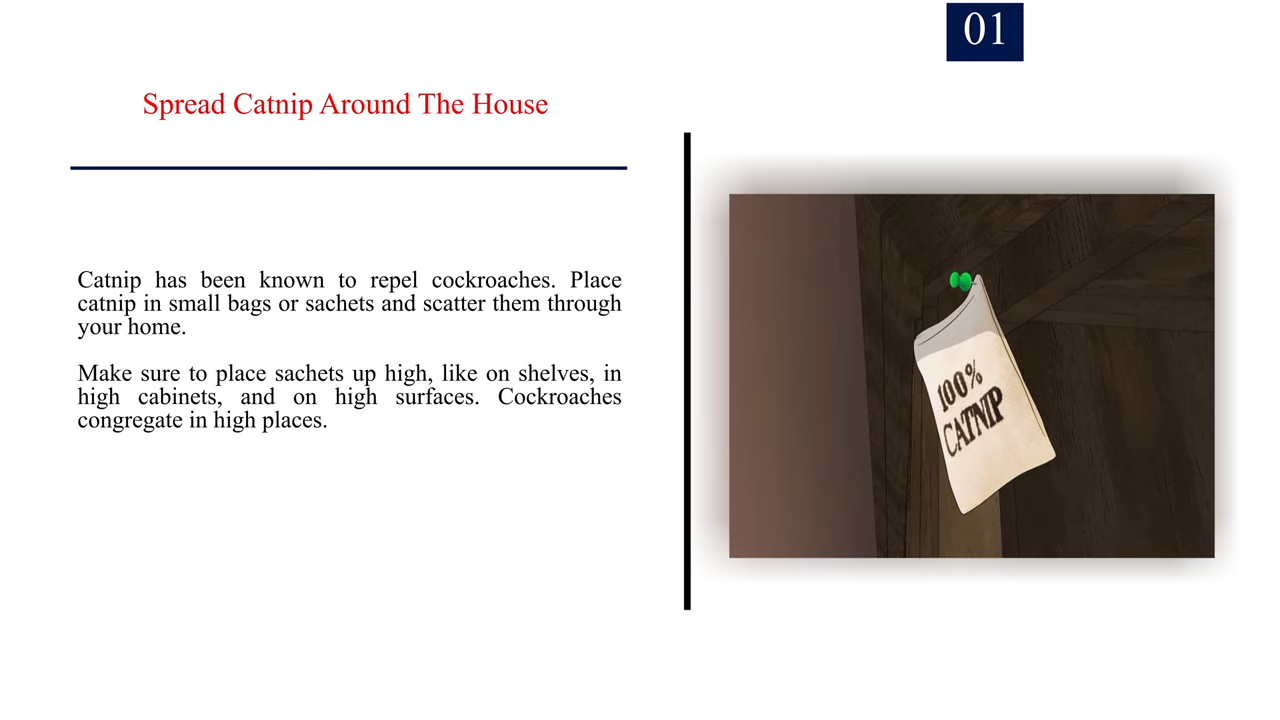 01
Spread Catnip Around The House
Catnip has been known to repel cockroaches. Place
catnip in small bags or sachets and scatter them through
your home.
Make sure to place sachets up high, like on shelves, in
high cabinets, and on high surfaces. Cockroaches
congregate in high places.
100%
CATNIP